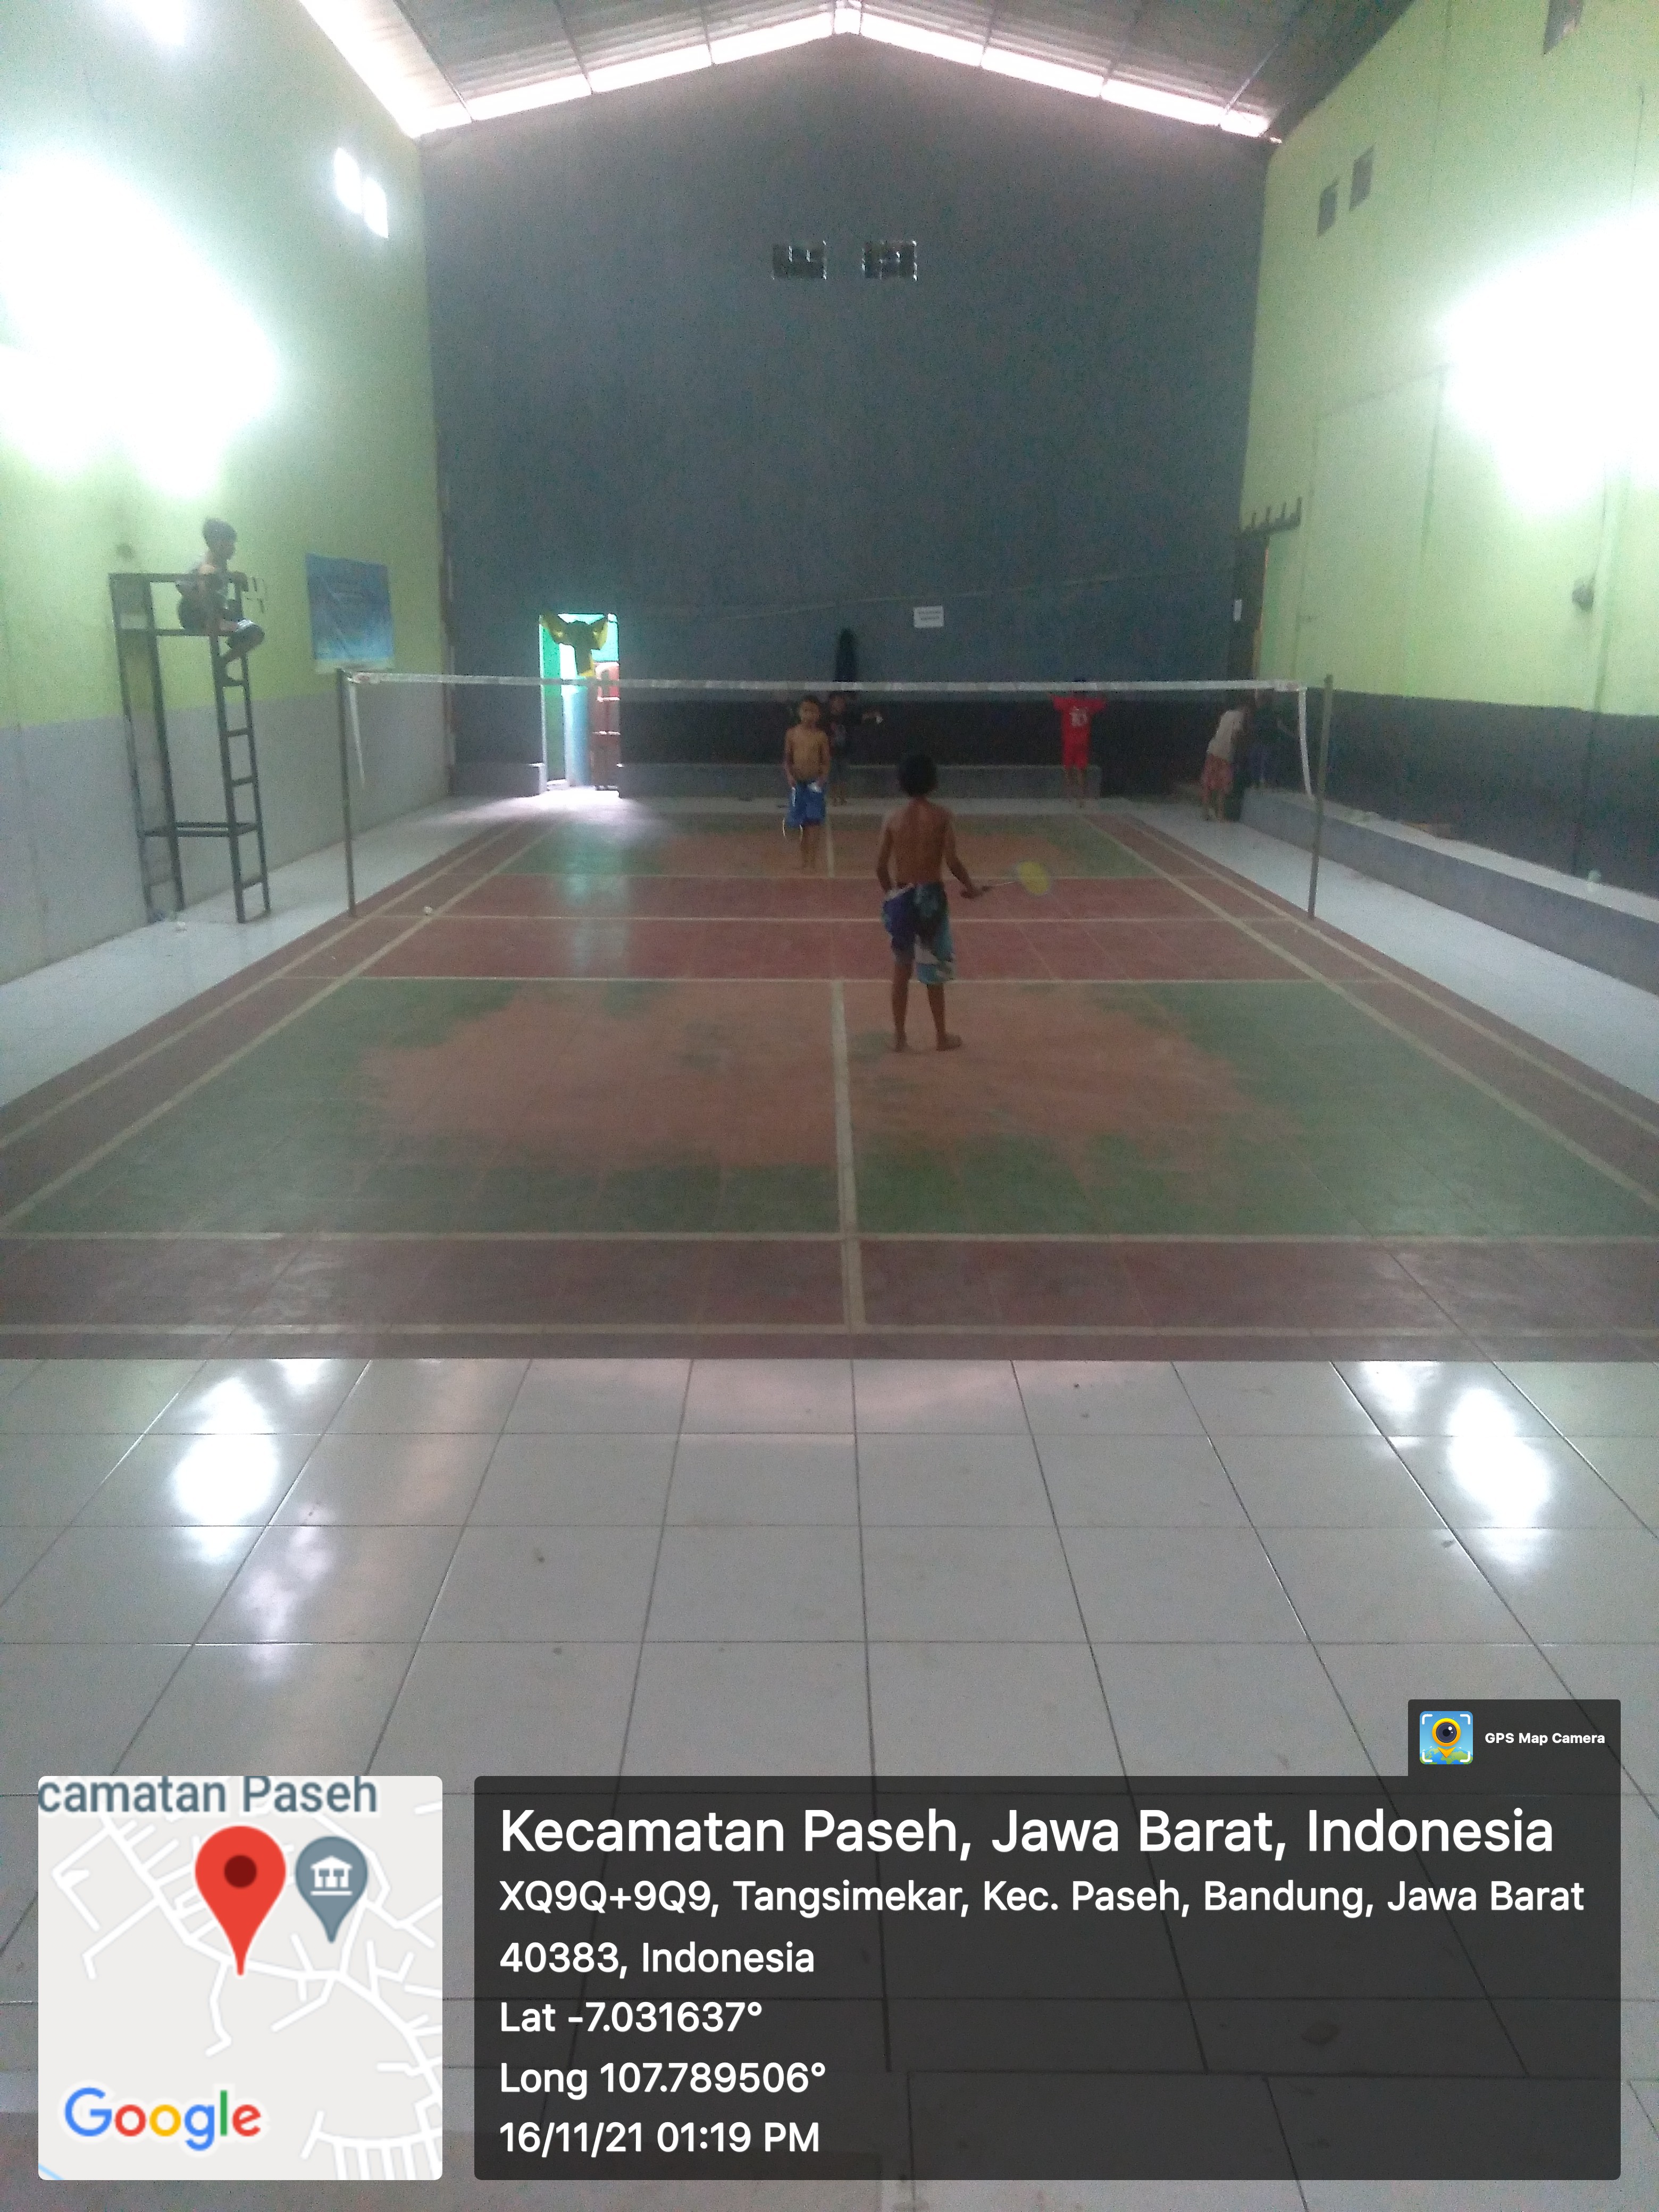 GPS Map Camera
camatan Paseh
Google
Kecamatan Paseh, Jawa Barat, Indonesia
XQ9Q+9Q9, Tangsimekar, Kec. Paseh, Bandung, Jawa Barat
40383, Indonesia
Lat -7.031637°
Long 107.789506°
16/11/21 01:19 PM